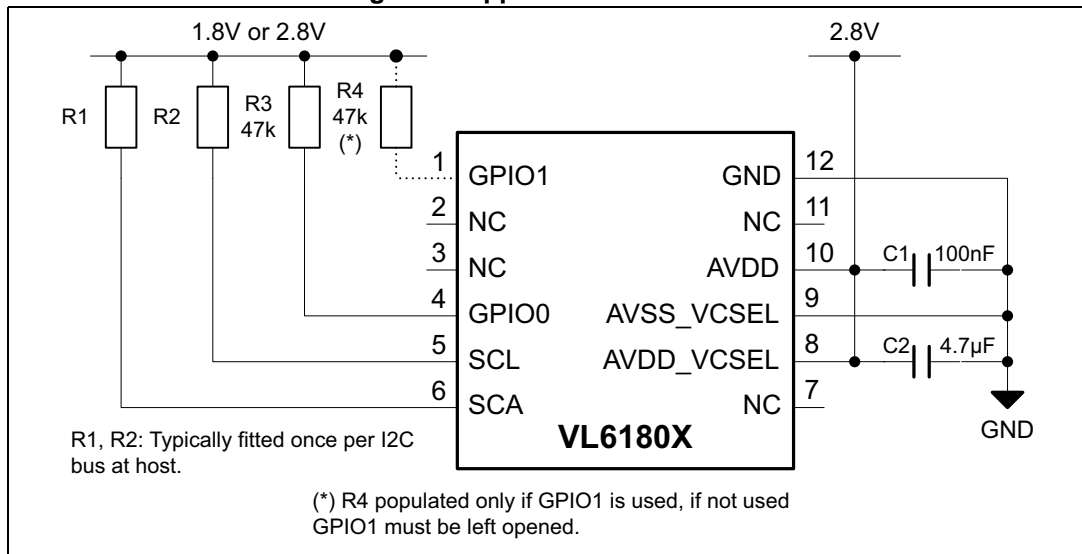 1.8V or 2.8V
2.8V
R1
R2
R3
47k
R4
47k
(*)
1
GPIO1
2
NC
3
NC
4
GPIO0
5
SCL
6
SCA
GND
12
NC
11
AVDD
10
AVSS_VCSEL
9
AVDD_VCSEL
8
NC
7
VL6180X
C1
100nF
C2
4.7µF
GND
R1, R2: Typically fitted once per I2C
bus at host.
(*) R4 populated only if GPIO1 is used, if not used
GPIO1 must be left opened.